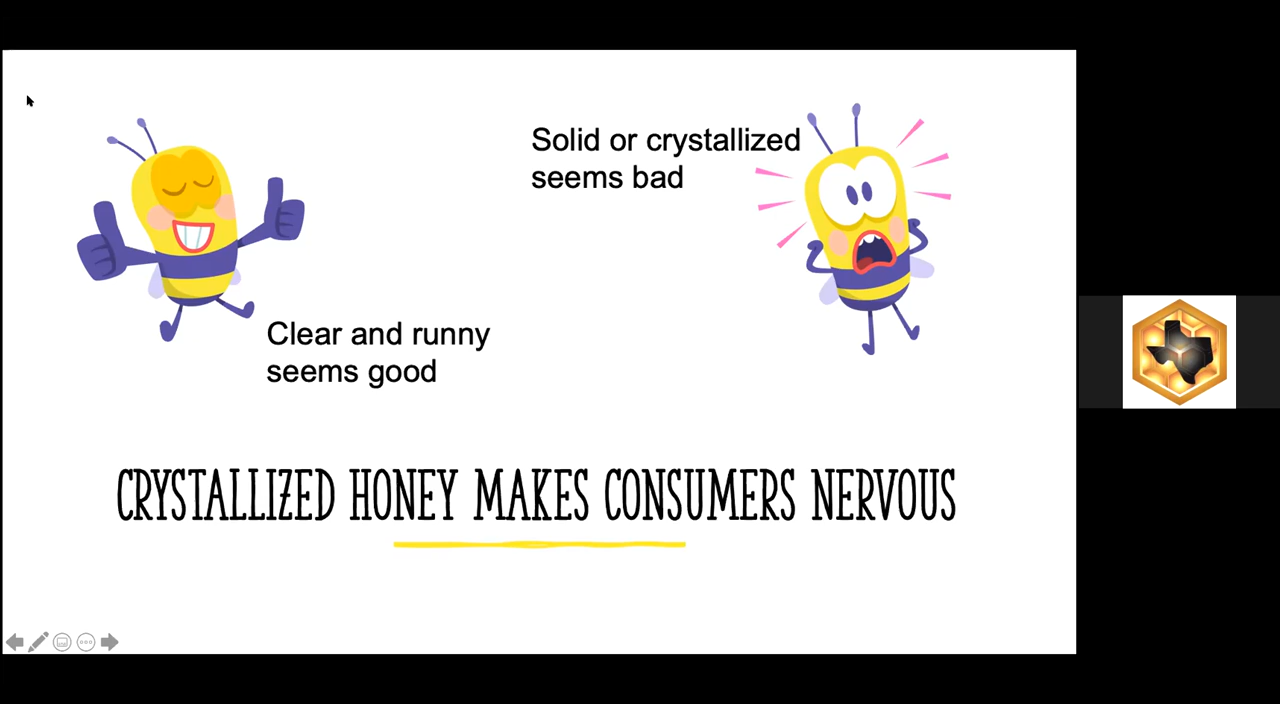 Solid or crystallized
seems bad
Clear and runny
seems good
CRYSTALLIZED HONEY MAKES CONSUMERS NERVOUS